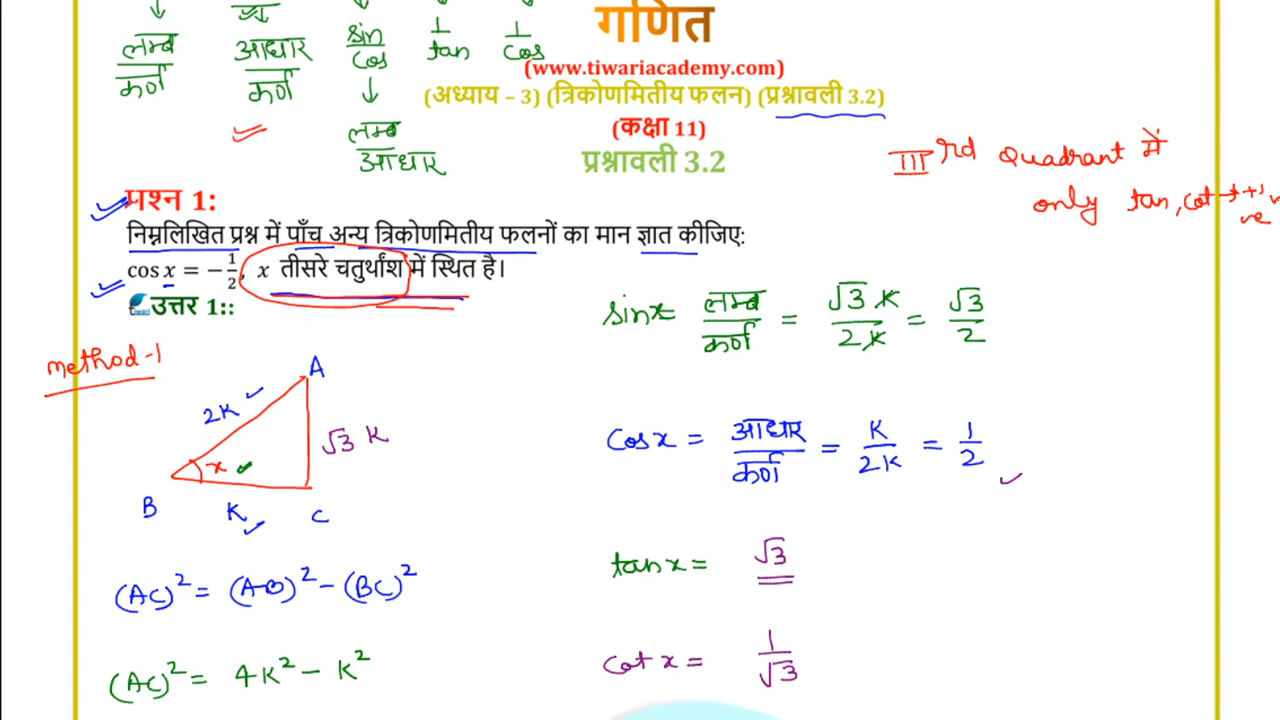 लम्ब
कर्ण
आधार
कर्ण
sin
cos
1
tan
1
cos
लम्ब
आधार
गणित
(www.tiwariacademy.com)
(अध्याय – 3) (त्रिकोणमितीय फलन) (प्रश्नावली 3.2)
(कक्षा 11)
प्रश्नावली 3.2
IIIrd Quadrant में
only tan, cot → +ve
प्रश्न 1:
निम्नलिखित प्रश्न में पाँच अन्य त्रिकोणमितीय फलनों का मान ज्ञात कीजिए:
cos x = −1/2, x तीसरे चतुर्थांश में स्थित है।
उत्तर 1::
method-1
A
2K
√3 K
x
B
K
C
(AC)² = (AB)² − (BC)²
(AC)² = 4K² − K²
sinx = लम्ब/कर्ण = √3 K/2K = √3/2
cosx = आधार/कर्ण = K/2K = 1/2
tan x = √3
cot x = 1/√3